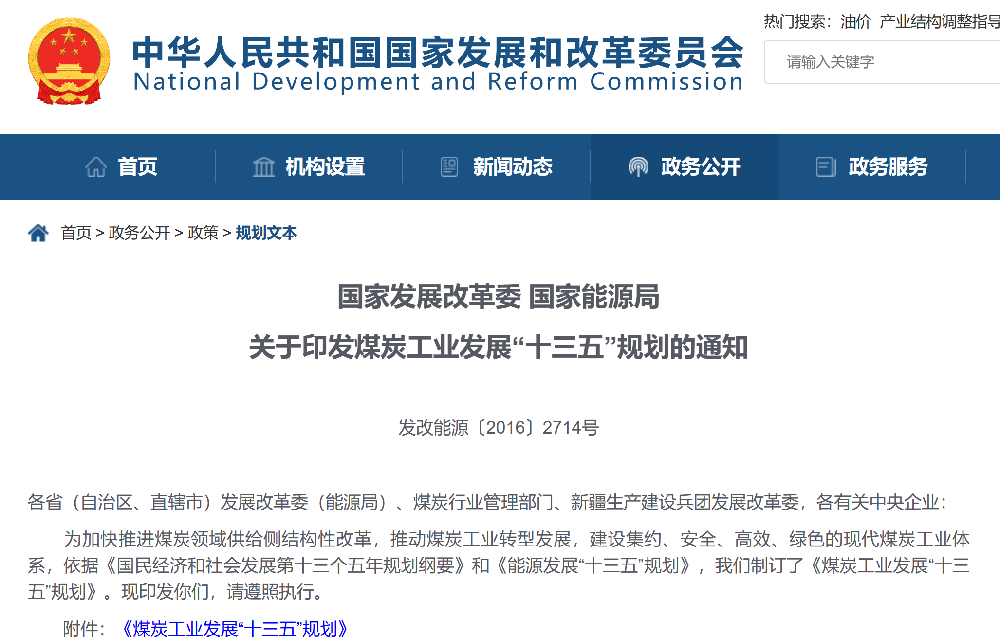 热门搜索：油价 产业结构调整指导
中华人民共和国国家发展和改革委员会
National Development and Reform Commission
请输入关键字
首页 机构设置 新闻动态 政务公开 政务服务
首页 > 政务公开 > 政策 > 规划文本
国家发展改革委 国家能源局
关于印发煤炭工业发展“十三五”规划的通知
发改能源〔2016〕2714号
各省（自治区、直辖市）发展改革委（能源局）、煤炭行业管理部门、新疆生产建设兵团发展改革委，各有关中央企业：
为加快推进煤炭领域供给侧结构性改革，推动煤炭工业转型发展，建设集约、安全、高效、绿色的现代煤炭工业体
系，依据《国民经济和社会发展第十三个五年规划纲要》和《能源发展“十三五”规划》，我们制订了《煤炭工业发展“十三
五”规划》。现印发你们，请遵照执行。
附件：《煤炭工业发展“十三五”规划》